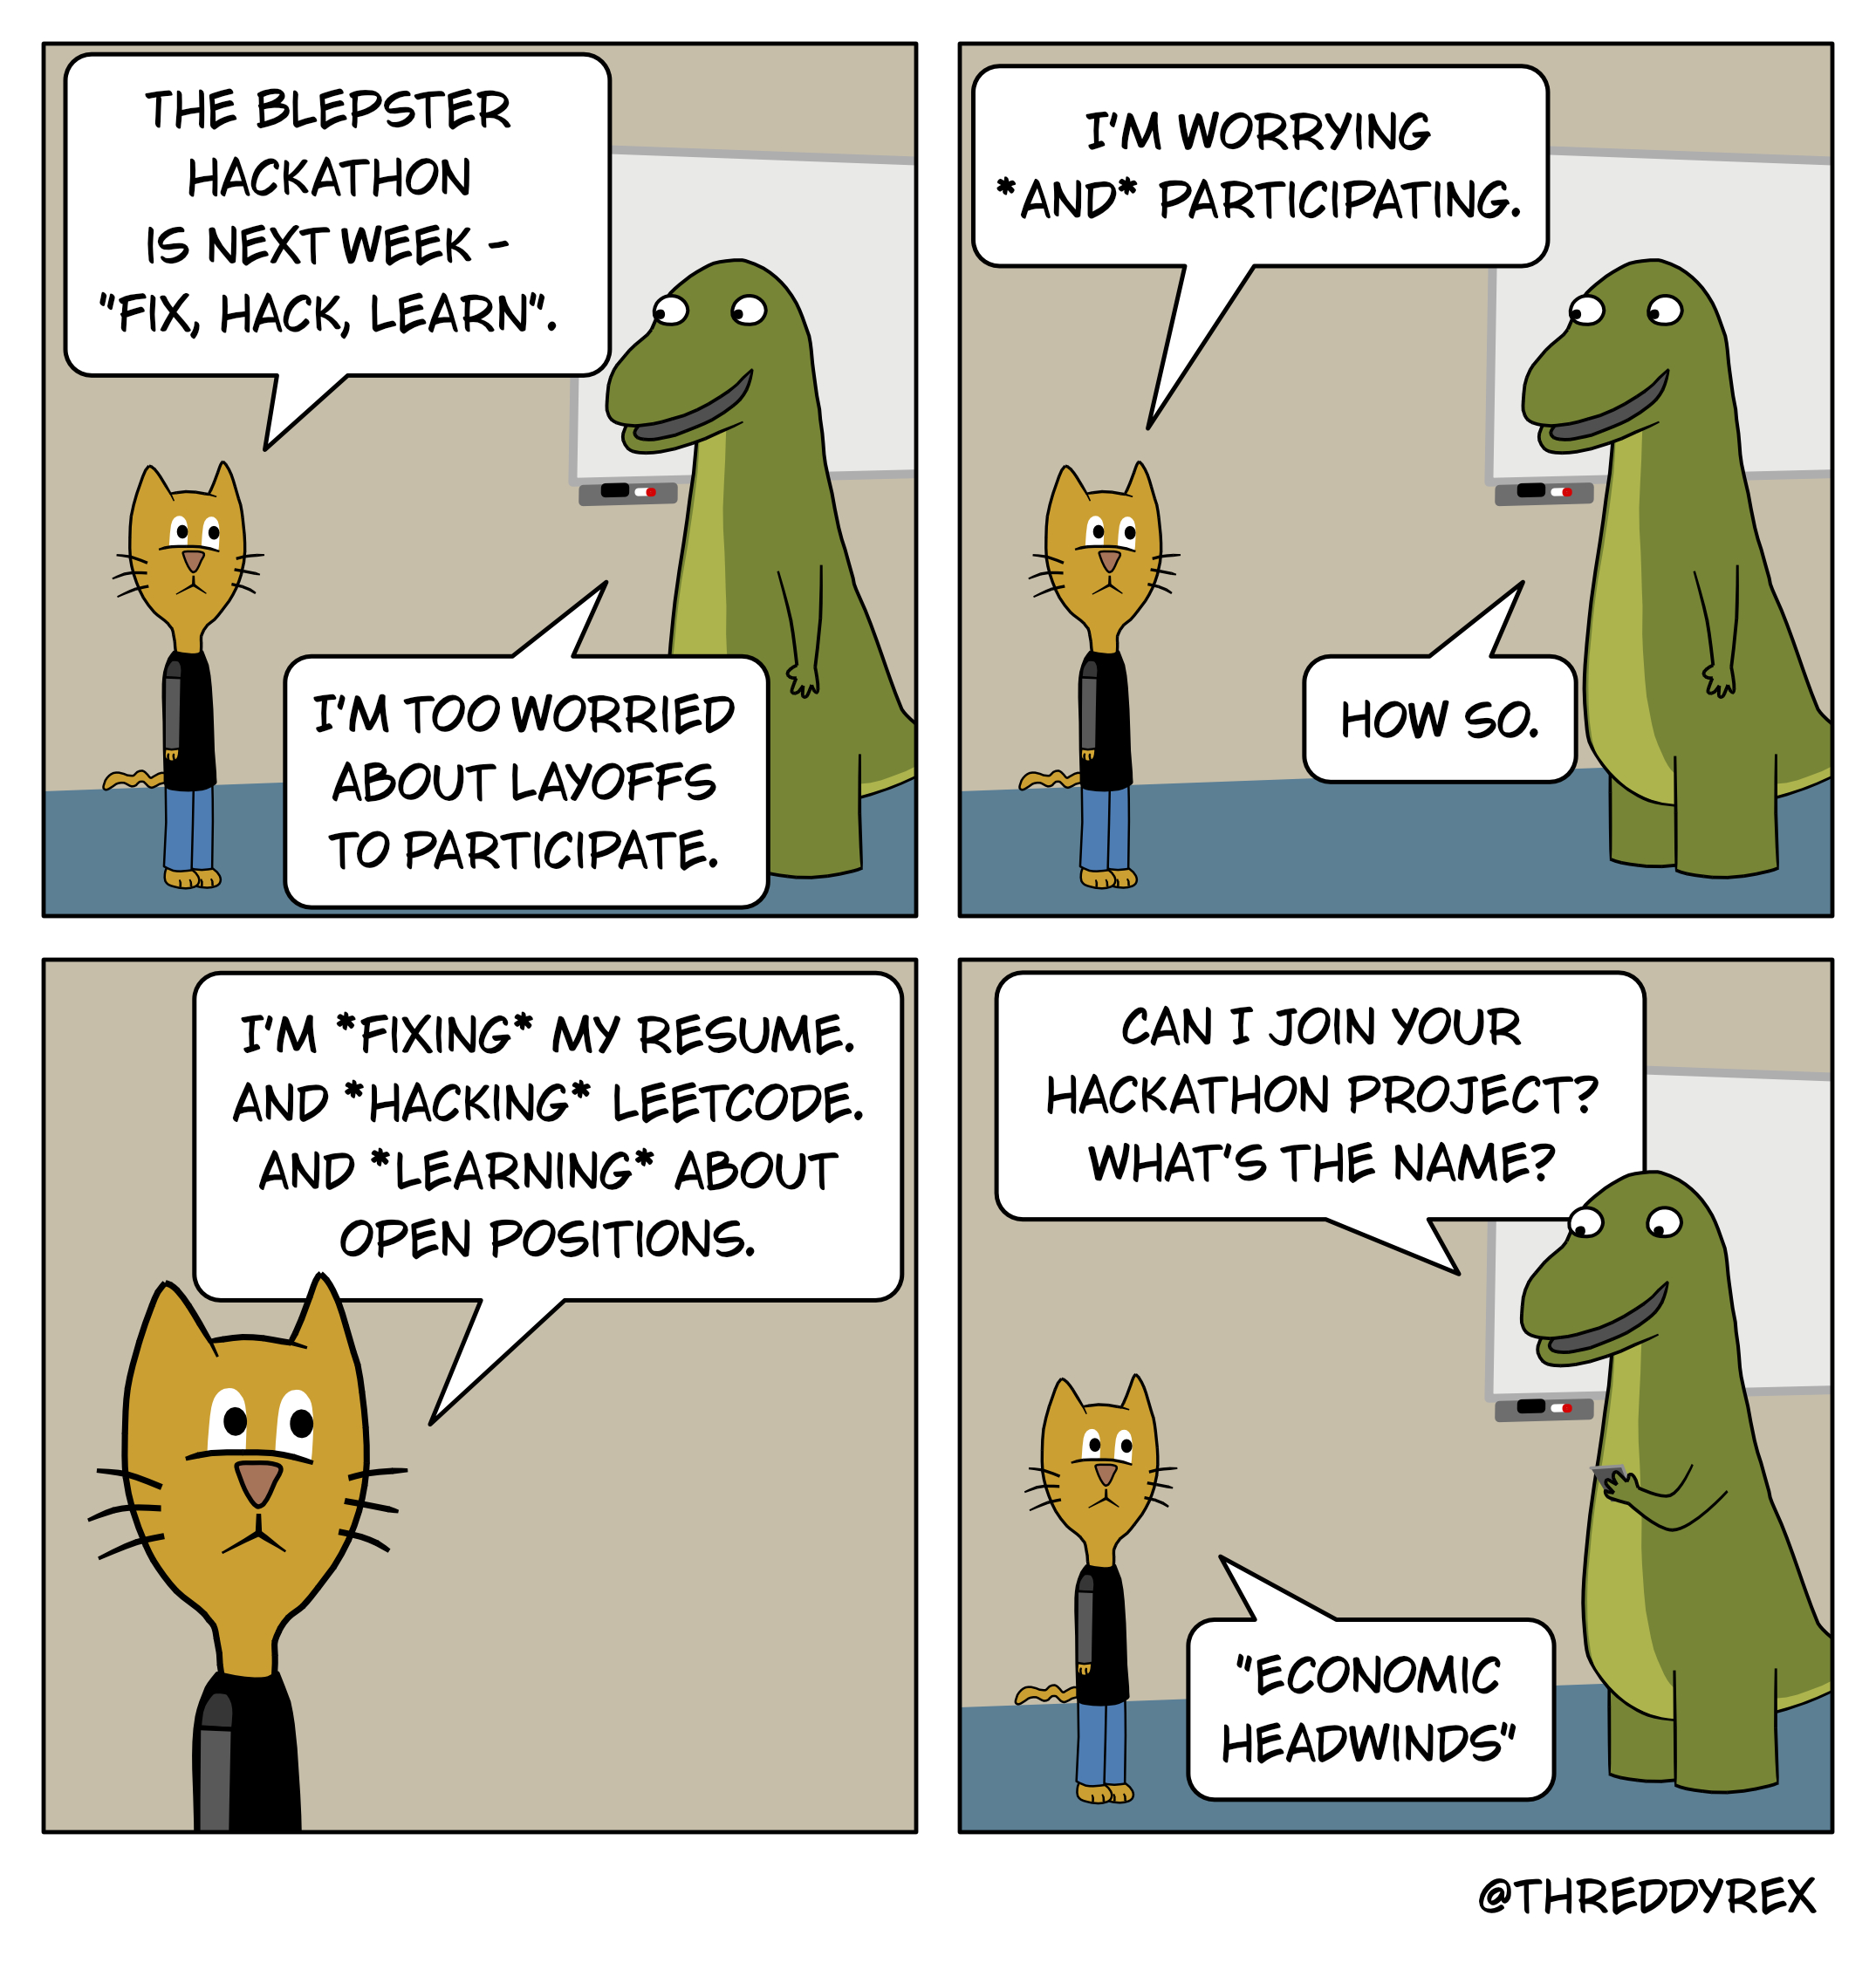 THE BLEPSTER
HACKATHON
IS NEXT WEEK -
"FIX, HACK, LEARN".
I'M TOO WORRIED
ABOUT LAYOFFS
TO PARTICIPATE.
I'M WORRYING
*AND* PARTICIPATING.
HOW SO.
I'M *FIXING* MY RESUME.
AND *HACKING* LEETCODE.
AND *LEARNING* ABOUT
OPEN POSITIONS.
CAN I JOIN YOUR
HACKATHON PROJECT?
WHAT'S THE NAME?
"ECONOMIC
HEADWINDS"
@THREDDYREX